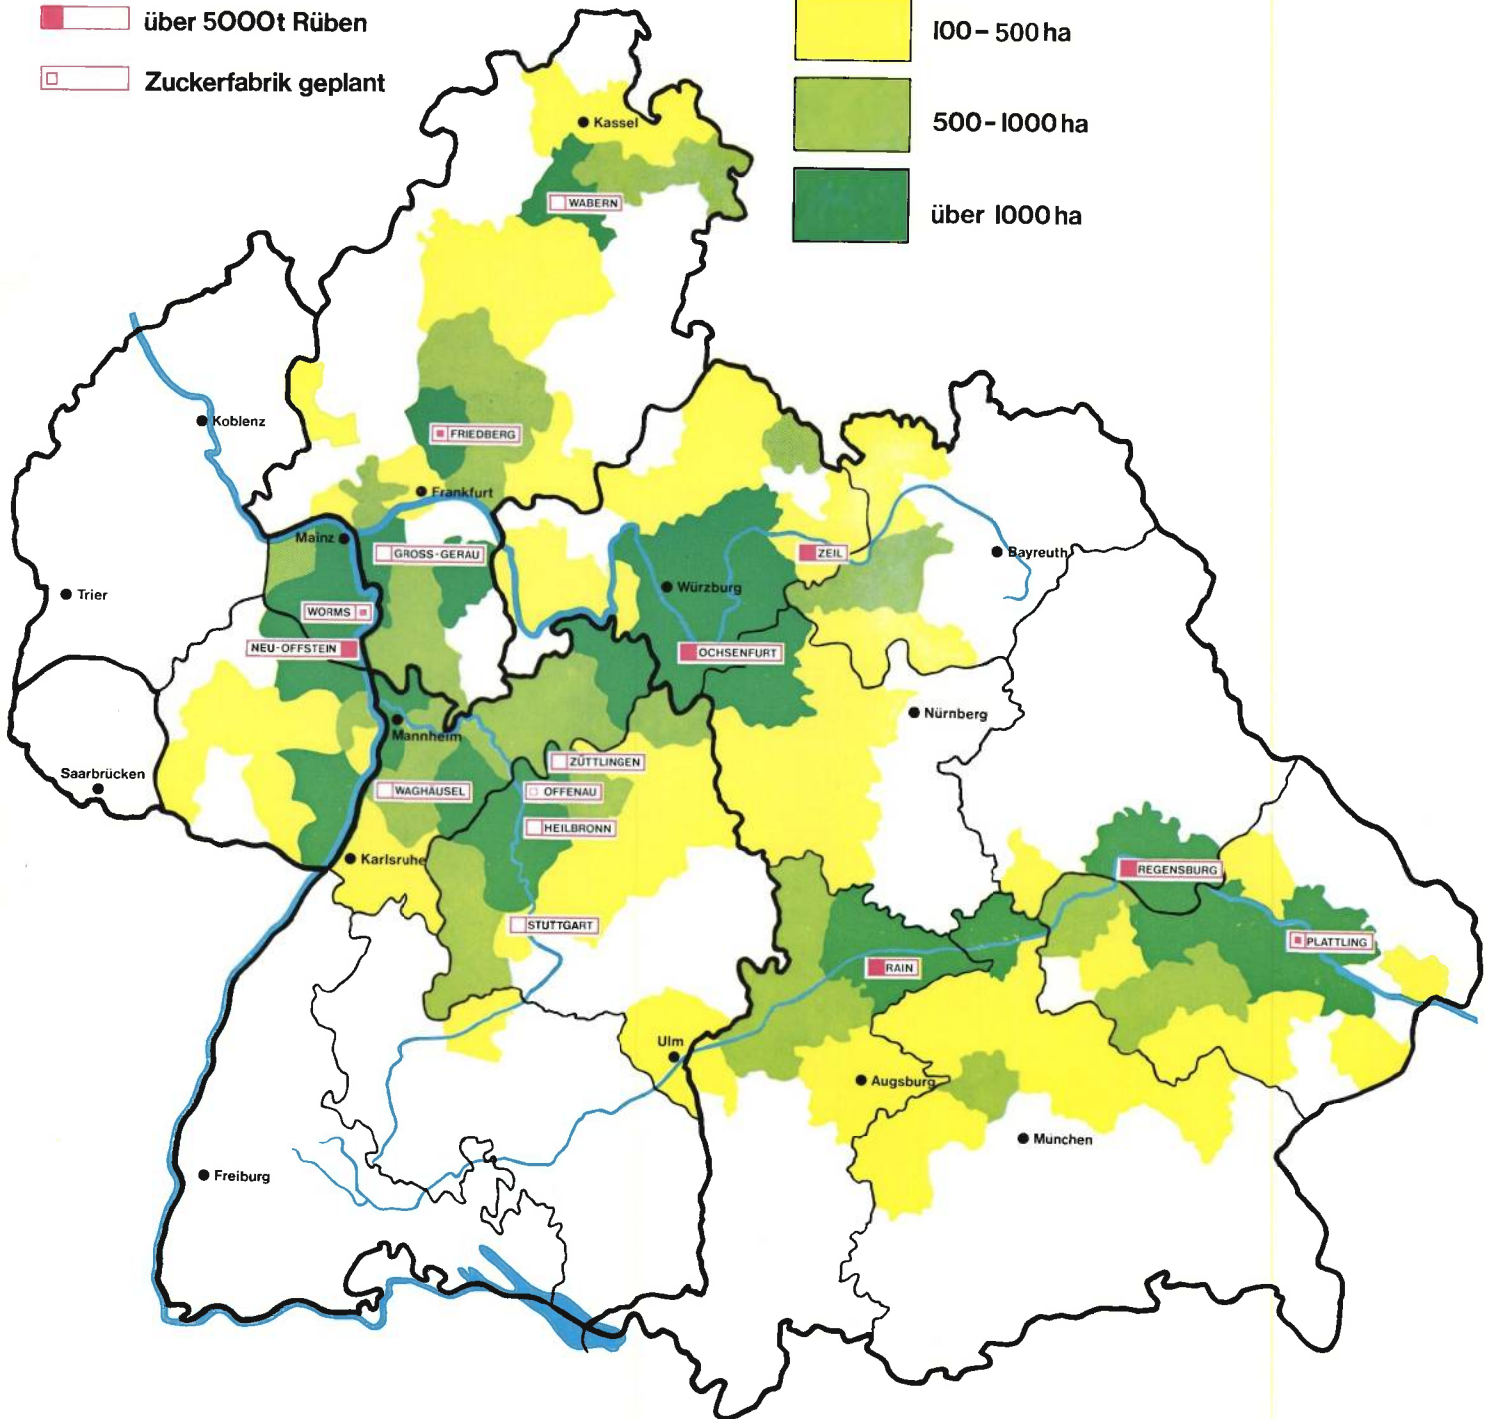 über 5000t Rüben
Zuckerfabrik geplant
100-500 ha
500-1000 ha
über 1000 ha
Kassel
WABERN
Koblenz
FRIEDBERG
Frankfurt
Mainz
GROSS-GERAU
ZEIL
Bayreuth
Trier
Würzburg
WORMS
NEU-OFFSTEIN
OCHSENFURT
Nürnberg
Mannheim
ZÜTTLINGEN
Saarbrücken
WAGHÄUSEL
OFFENAU
HEILBRONN
Karlsruhe
REGENSBURG
STUTTGART
PLATTLING
RAIN
Ulm
Augsburg
München
Freiburg